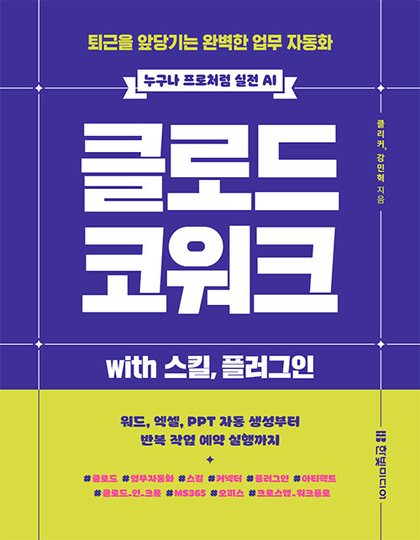 퇴근을 앞당기는 완벽한 업무 자동화
누구나 프로처럼 실전 AI
클로드
코워크
클리커, 강민혁 지음
with 스킬, 플러그인
워드, 엑셀, PPT 자동 생성부터
반복 작업 예약 실행까지
#클로드 #업무자동화 #스킬 #커넥터 #플러그인 #아티팩트
#클로드_인_크롬 #MS365 #오피스 #크로스앱_워크플로
한빛미디어